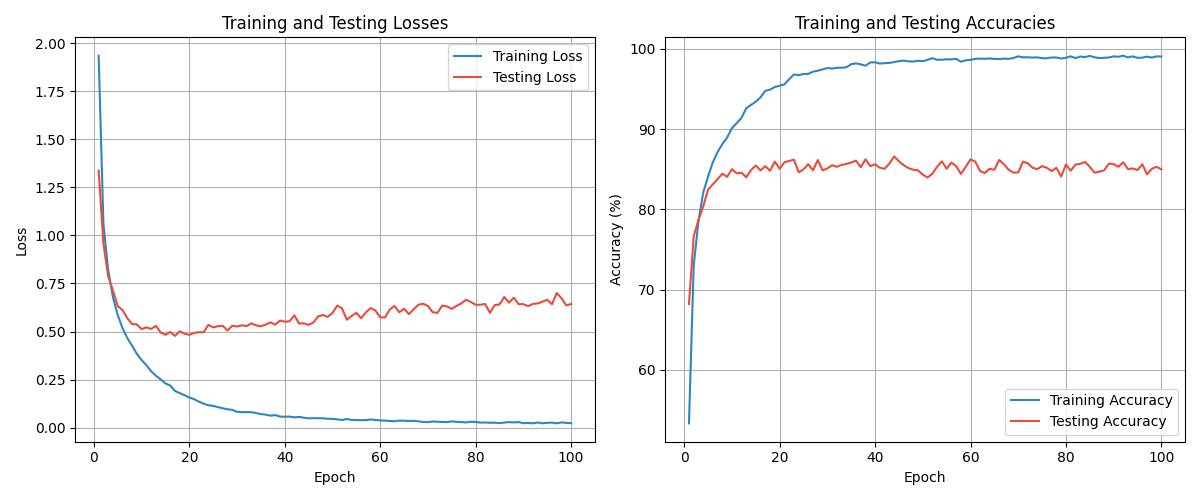 Training and Testing Losses
2.00
1.75
1.50
1.25
1.00
0.75
0.50
0.25
0.00
Loss
0 20 40 60 80 100
Epoch
Training Loss
Testing Loss
Training and Testing Accuracies
100
90
80
70
60
Accuracy (%)
0 20 40 60 80 100
Epoch
Training Accuracy
Testing Accuracy